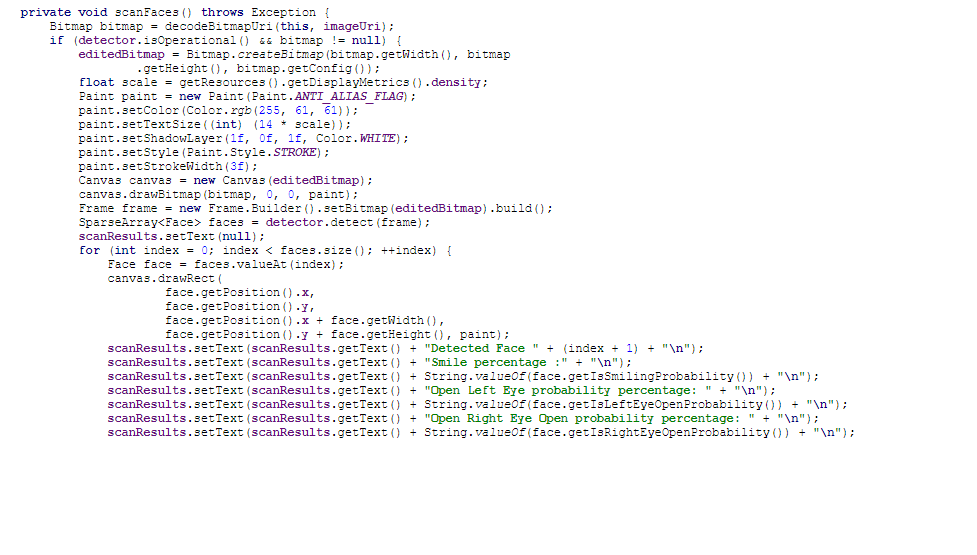 private void scanFaces() throws Exception {
    Bitmap bitmap = decodeBitmapUri(this, imageUri);
    if (detector.isOperational() && bitmap != null) {
        editedBitmap = Bitmap.createBitmap(bitmap.getWidth(), bitmap
                .getHeight(), bitmap.getConfig());
        float scale = getResources().getDisplayMetrics().density;
        Paint paint = new Paint(Paint.ANTI_ALIAS_FLAG);
        paint.setColor(Color.rgb(255, 61, 61));
        paint.setTextSize((int) (14 * scale));
        paint.setShadowLayer(1f, 0f, 1f, Color.WHITE);
        paint.setStyle(Paint.Style.STROKE);
        paint.setStrokeWidth(3f);
        Canvas canvas = new Canvas(editedBitmap);
        canvas.drawBitmap(bitmap, 0, 0, paint);
        Frame frame = new Frame.Builder().setBitmap(editedBitmap).build();
        SparseArray<Face> faces = detector.detect(frame);
        scanResults.setText(null);
        for (int index = 0; index < faces.size(); ++index) {
            Face face = faces.valueAt(index);
            canvas.drawRect(
                    face.getPosition().x,
                    face.getPosition().y,
                    face.getPosition().x + face.getWidth(),
                    face.getPosition().y + face.getHeight(), paint);
            scanResults.setText(scanResults.getText() + "Detected Face " + (index + 1) + "\n");
            scanResults.setText(scanResults.getText() + "Smile percentage :" + "\n");
            scanResults.setText(scanResults.getText() + String.valueOf(face.getIsSmilingProbability()) + "\n");
            scanResults.setText(scanResults.getText() + "Open Left Eye probability percentage: " + "\n");
            scanResults.setText(scanResults.getText() + String.valueOf(face.getIsLeftEyeOpenProbability()) + "\n");
            scanResults.setText(scanResults.getText() + "Open Right Eye Open probability percentage: " + "\n");
            scanResults.setText(scanResults.getText() + String.valueOf(face.getIsRightEyeOpenProbability()) + "\n");